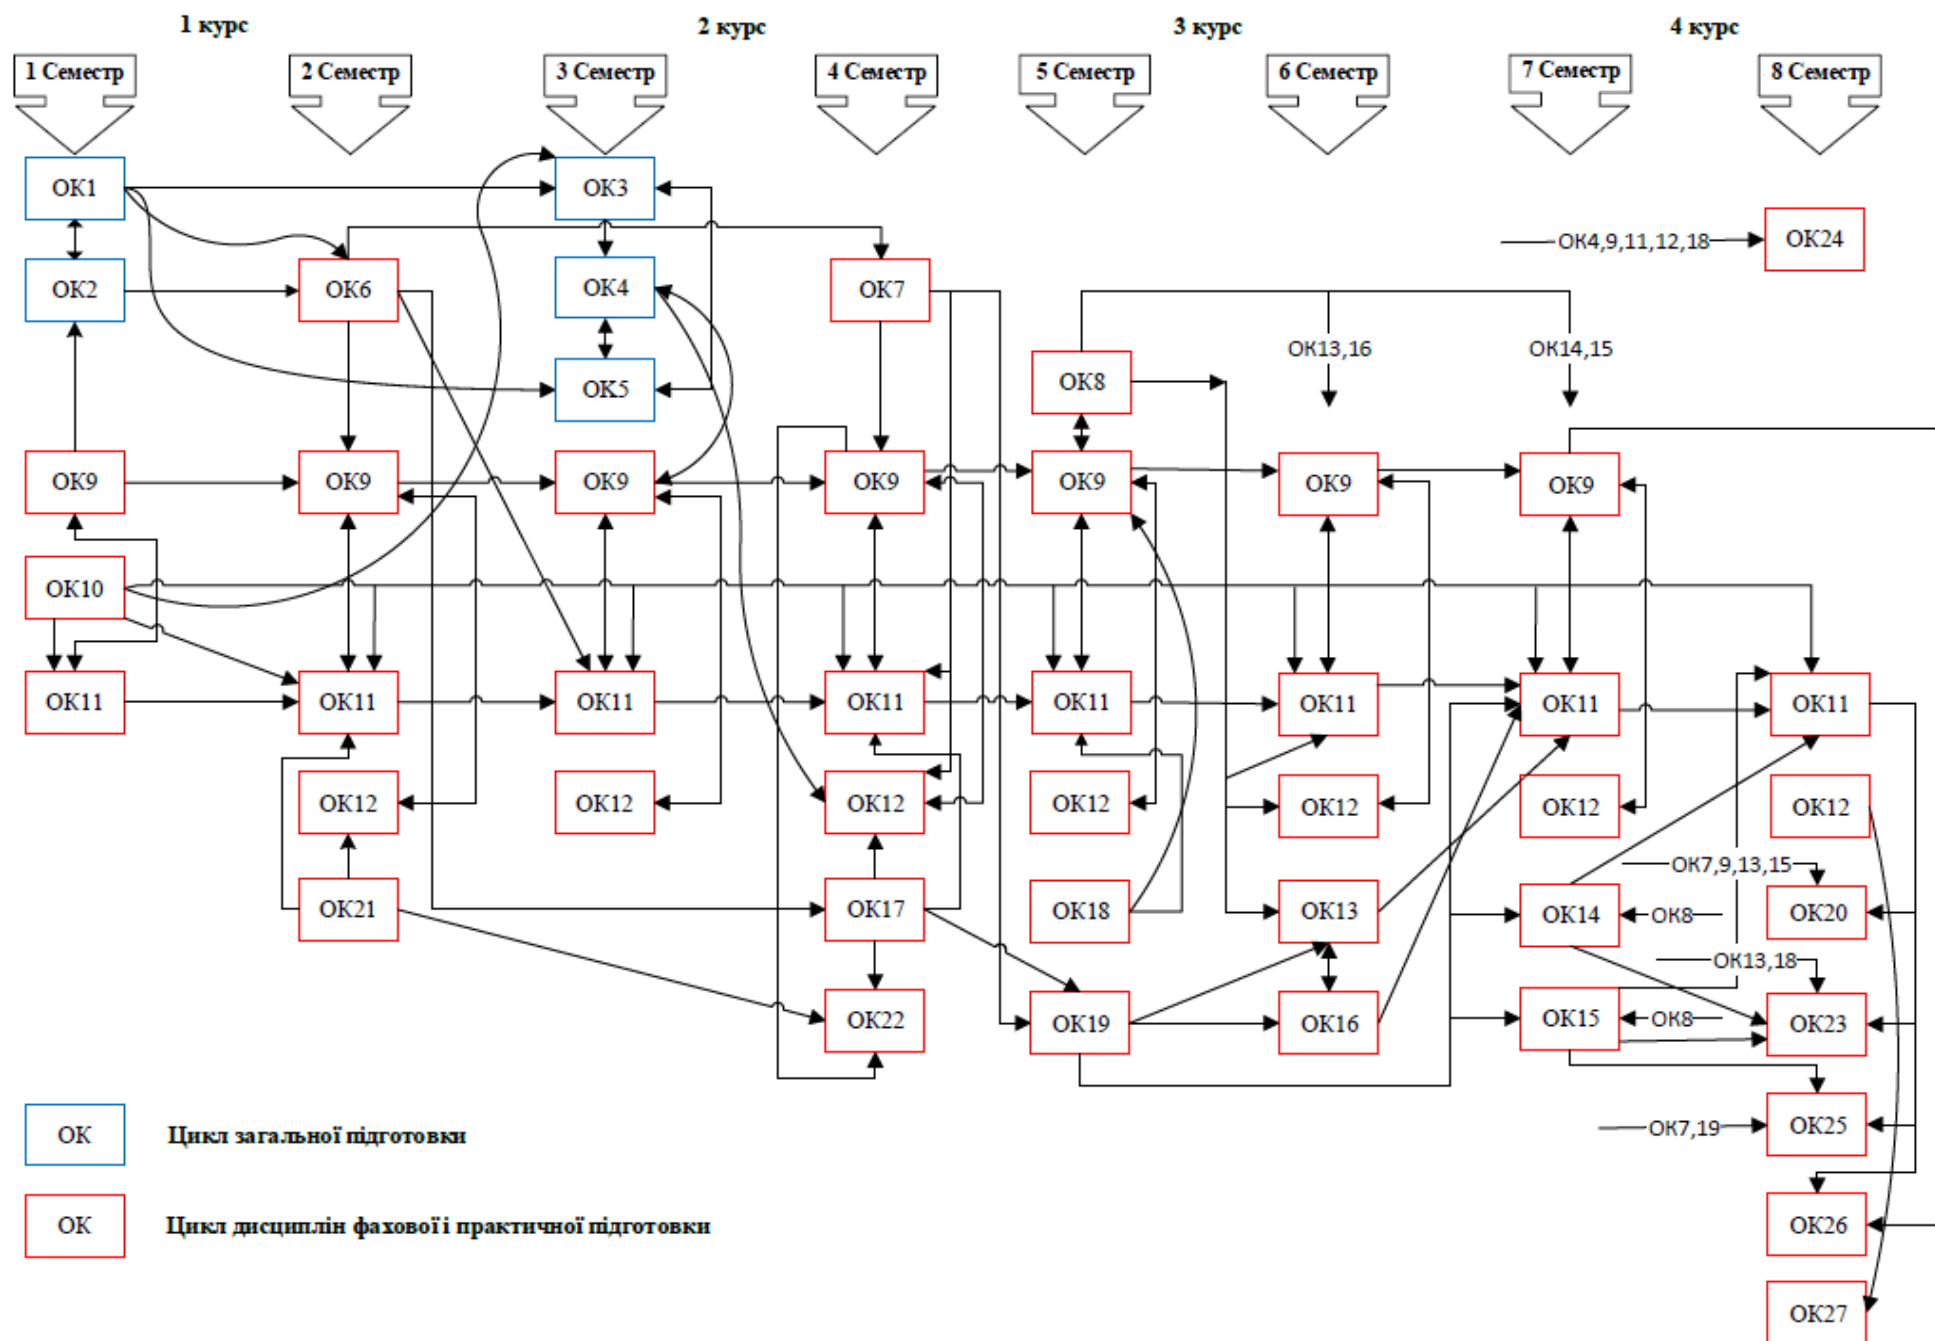 1 курс 2 курс 3 курс 4 курс
1 Семестр 2 Семестр 3 Семестр 4 Семестр 5 Семестр 6 Семестр 7 Семестр 8 Семестр
ОК1 ОК3
ОК4,9,11,12,18 ОК24
ОК2 ОК6 ОК4 ОК7
ОК13,16 ОК14,15
ОК5 ОК8
ОК9 ОК9 ОК9 ОК9 ОК9 ОК9 ОК9
ОК10
ОК11 ОК11 ОК11 ОК11 ОК11 ОК11 ОК11 ОК11
ОК12 ОК12 ОК12 ОК12 ОК12 ОК12 ОК12
ОК7,9,13,15
ОК21 ОК17 ОК18 ОК13 ОК14 ОК8 ОК20
ОК13,18
ОК22 ОК19 ОК16 ОК15 ОК8 ОК23
ОК7,19 ОК25
ОК Цикл загальної підготовки
ОК Цикл дисциплін фахової і практичної підготовки
ОК26
ОК27